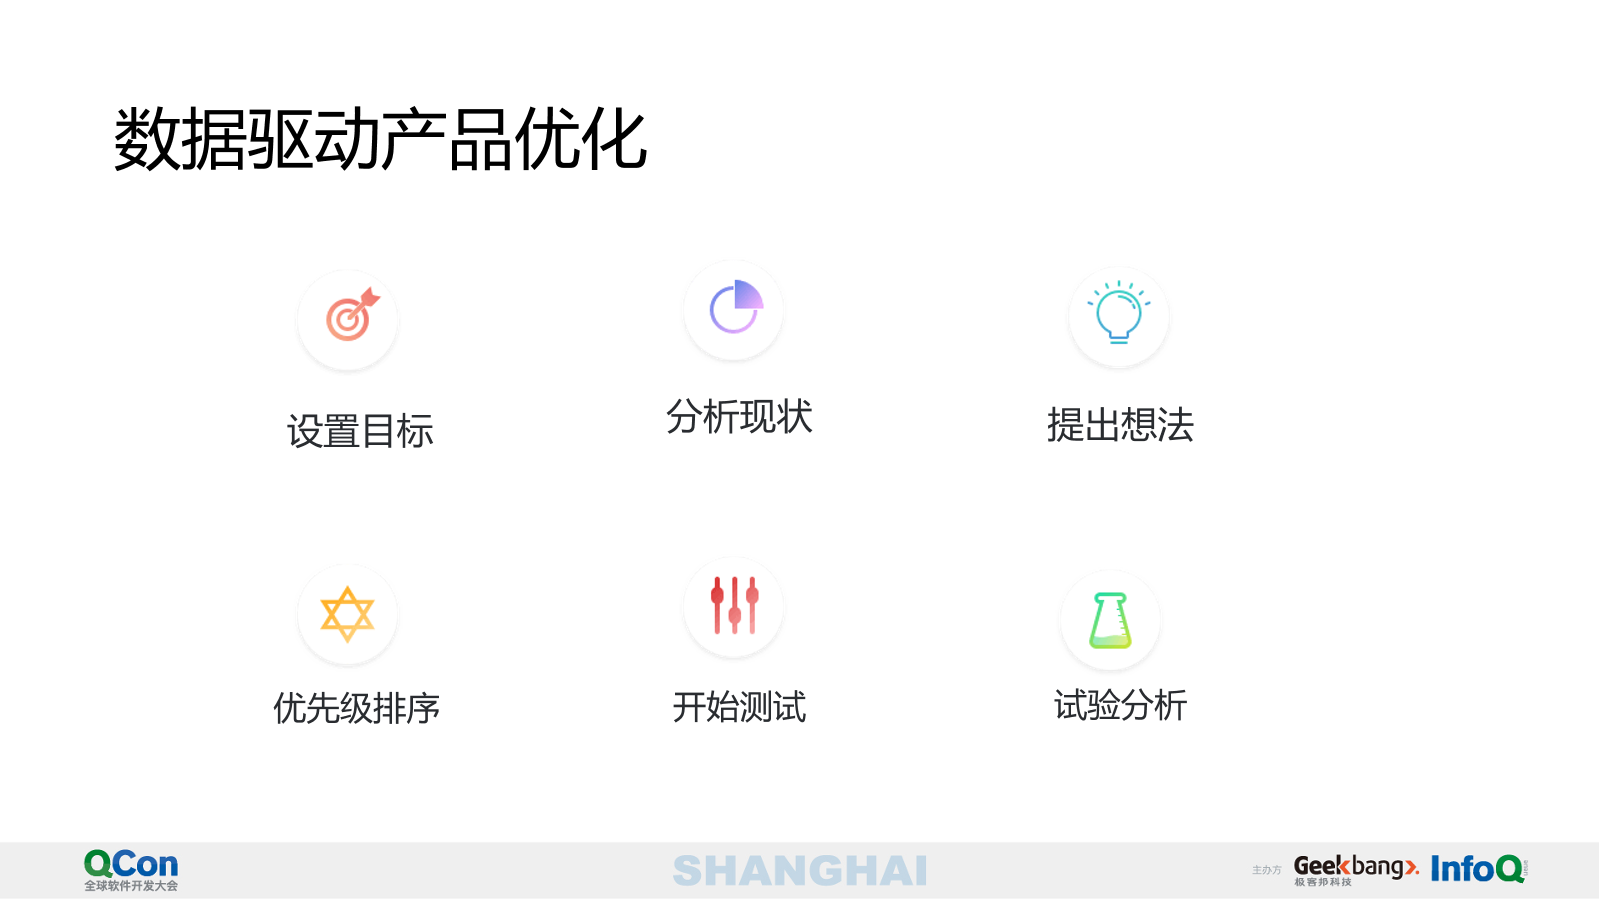 数据驱动产品优化
设置目标
分析现状
提出想法
优先级排序
开始测试
试验分析
QCon
全球软件开发大会
SHANGHAI
主办方
Geekbang>.
极客邦科技
InfoQ